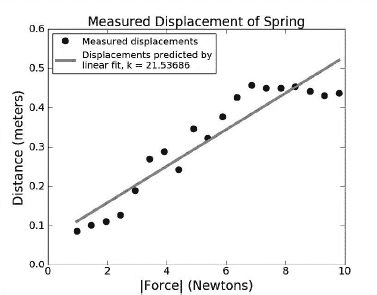 Measured Displacement of Spring
0.6
Measured displacements
Displacements predicted by
linear fit, k = 21.53686
0.5
0.4
0.3
0.2
0.1
0.0
Distance (meters)
0 2 4 6 8 10
|Force| (Newtons)